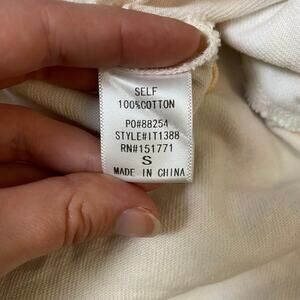 SELF
100%COTTON
PO#88254
STYLE#IT1388
RN#151771
S
MADE IN CHINA